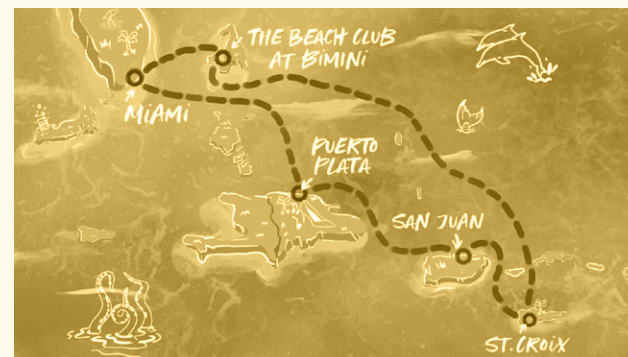 THE BEACH CLUB
AT BIMINI
MIAMI
PUERTO
PLATA
SAN JUAN
ST. CROIX